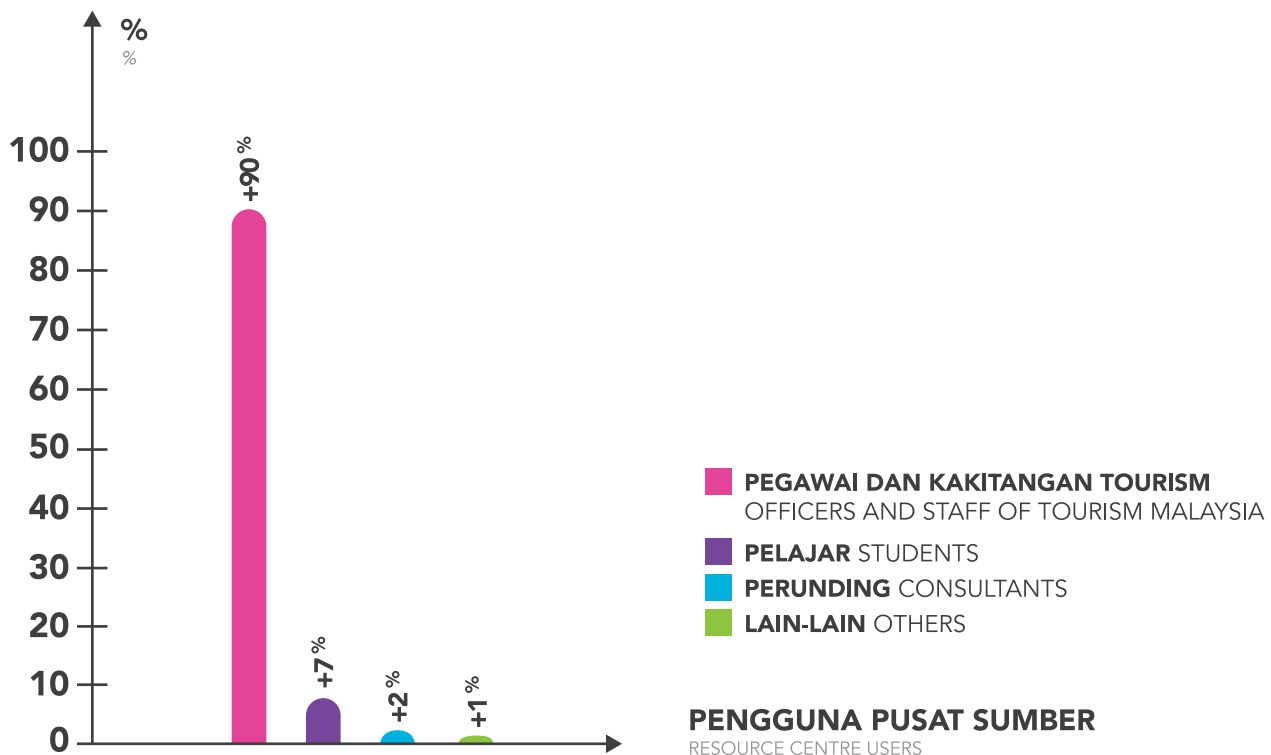 %
%
100
90
80
70
60
50
40
30
20
10
0
+90%
+7%
+2%
+1%
PEGAWAI DAN KAKITANGAN TOURISM
OFFICERS AND STAFF OF TOURISM MALAYSIA
PELAJAR STUDENTS
PERUNDING CONSULTANTS
LAIN-LAIN OTHERS
PENGGUNA PUSAT SUMBER
RESOURCE CENTRE USERS